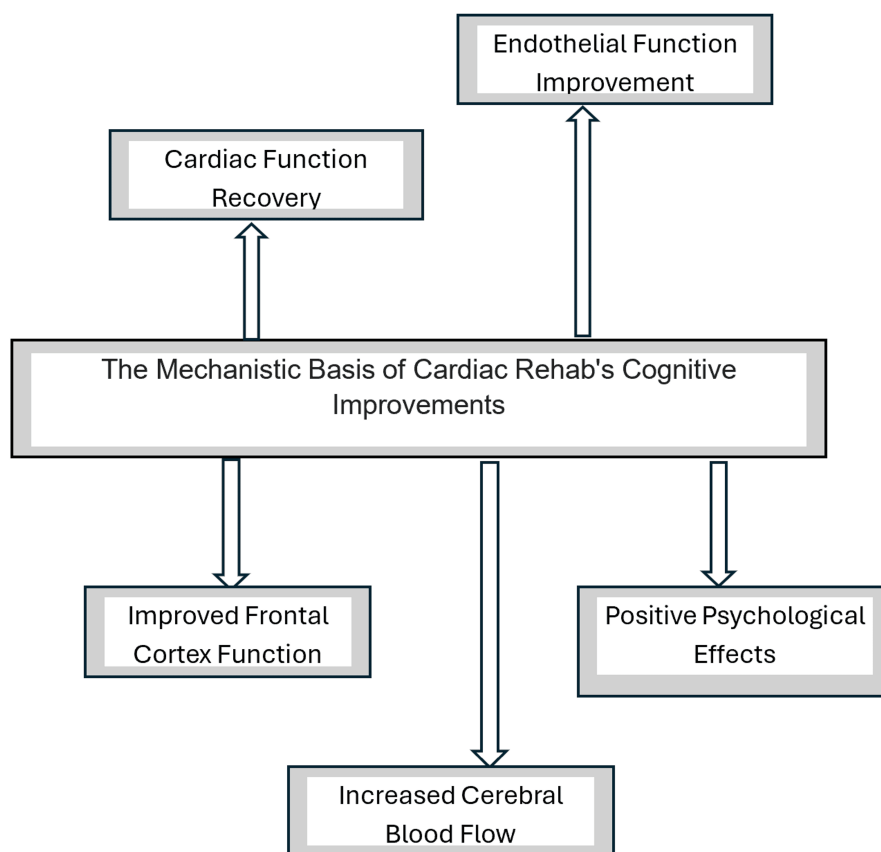 Endothelial Function
Improvement
Cardiac Function
Recovery
The Mechanistic Basis of Cardiac Rehab's Cognitive
Improvements
Improved Frontal
Cortex Function
Positive Psychological
Effects
Increased Cerebral
Blood Flow